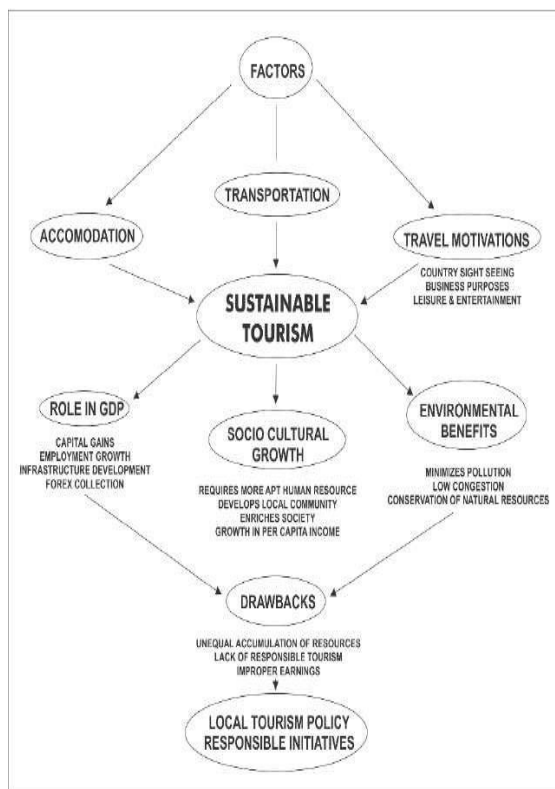 FACTORS
TRANSPORTATION
ACCOMODATION
TRAVEL MOTIVATIONS
COUNTRY SIGHT SEEING
BUSINESS PURPOSES
LEISURE & ENTERTAINMENT
SUSTAINABLE
TOURISM
ROLE IN GDP
CAPITAL GAINS
EMPLOYMENT GROWTH
INFRASTRUCTURE DEVELOPMENT
FOREX COLLECTION
SOCIO CULTURAL
GROWTH
REQUIRES MORE APT HUMAN RESOURCE
DEVELOPS LOCAL COMMUNITY
ENRICHES SOCIETY
GROWTH IN PER CAPITA INCOME
ENVIRONMENTAL
BENEFITS
MINIMIZES POLLUTION
LOW CONGESTION
CONSERVATION OF NATURAL RESOURCES
DRAWBACKS
UNEQUAL ACCUMULATION OF RESOURCES
LACK OF RESPONSIBLE TOURISM
IMPROPER EARNINGS
LOCAL TOURISM POLICY
RESPONSIBLE INITIATIVES